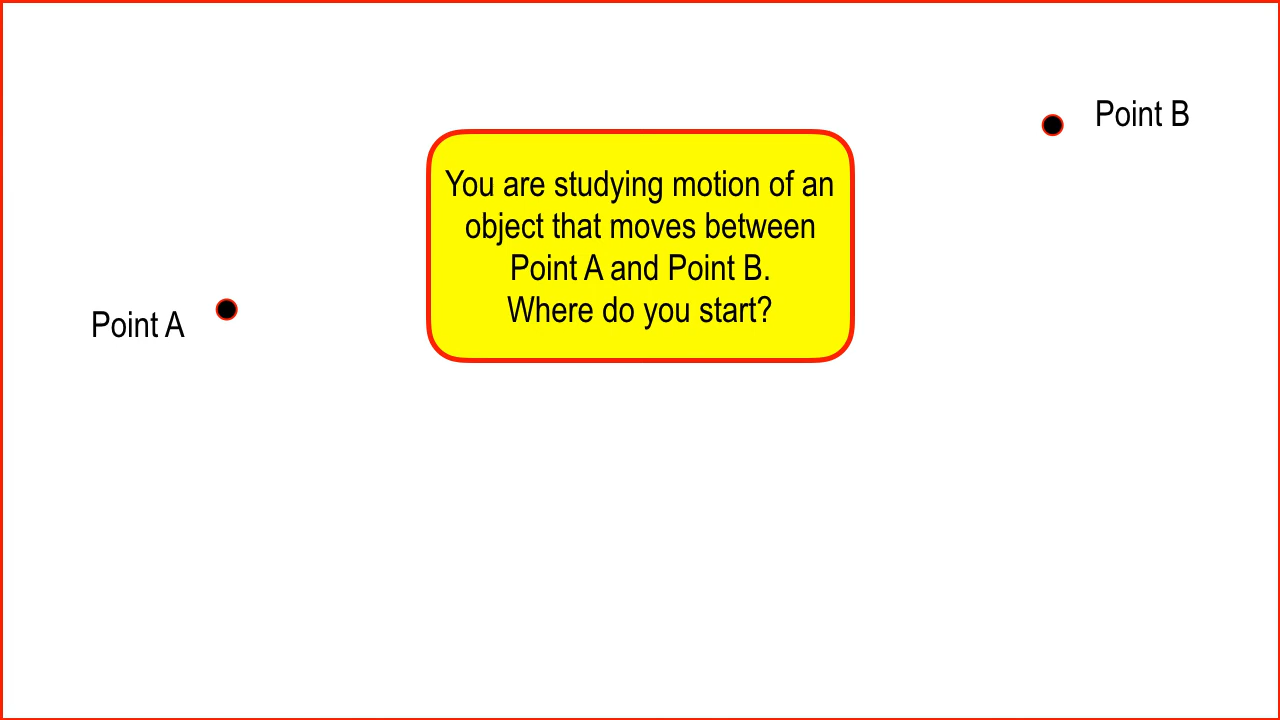 Point B
You are studying motion of an
object that moves between
Point A and Point B.
Where do you start?
Point A